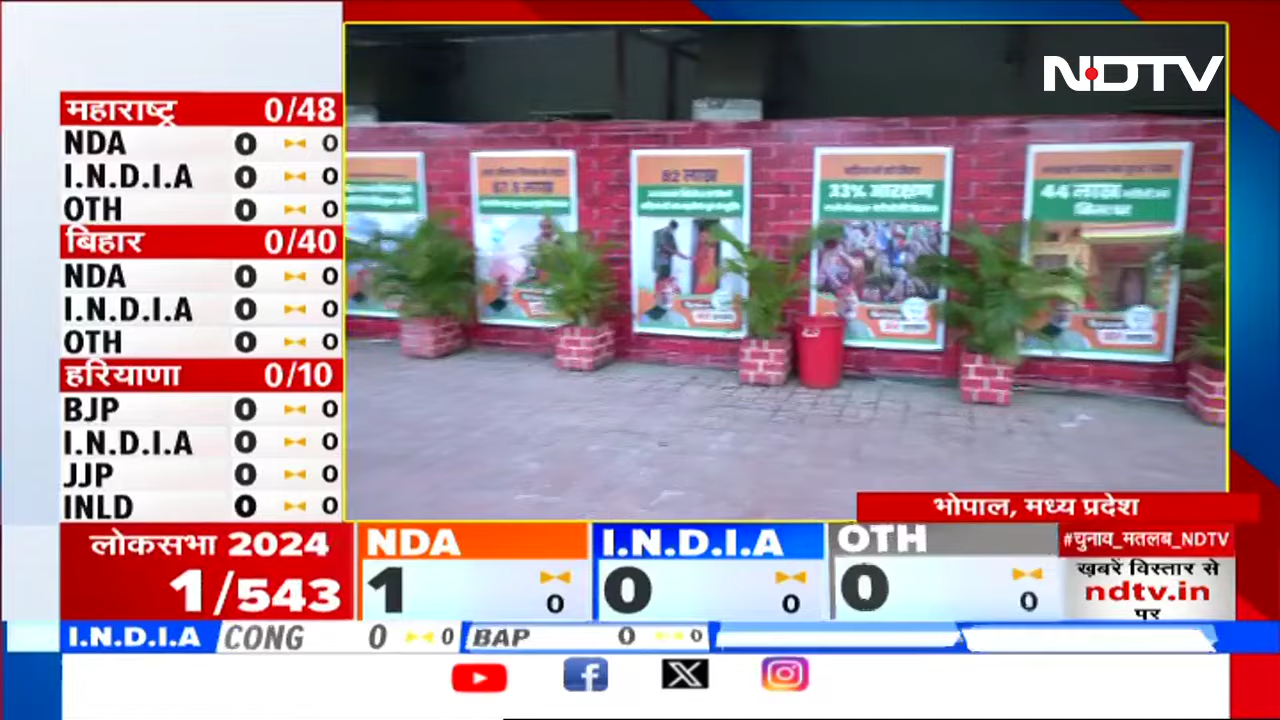 NDTV
महाराष्ट्र 0/48
NDA 0 0
I.N.D.I.A 0 0
OTH 0 0
बिहार 0/40
NDA 0 0
I.N.D.I.A 0 0
OTH 0 0
हरियाणा 0/10
BJP 0 0
I.N.D.I.A 0 0
JJP 0 0
INLD 0 0
67.5 लाख
82 लाख
33% आरक्षण
44 लाख
भोपाल, मध्य प्रदेश
लोकसभा 2024
1/543
NDA
1 0
I.N.D.I.A
0 0
OTH
0 0
#चुनाव_मतलब_NDTV
ख़बरें विस्तार से
ndtv.in
पर
I.N.D.I.A CONG 0 0 BAP 0 0